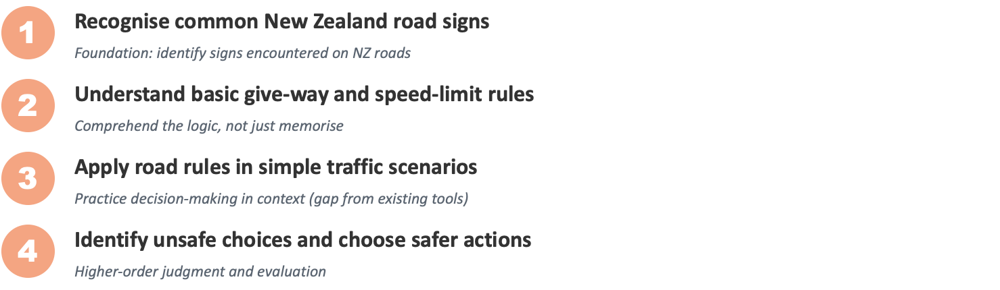 1
Recognise common New Zealand road signs
Foundation: identify signs encountered on NZ roads
2
Understand basic give-way and speed-limit rules
Comprehend the logic, not just memorise
3
Apply road rules in simple traffic scenarios
Practice decision-making in context (gap from existing tools)
4
Identify unsafe choices and choose safer actions
Higher-order judgment and evaluation